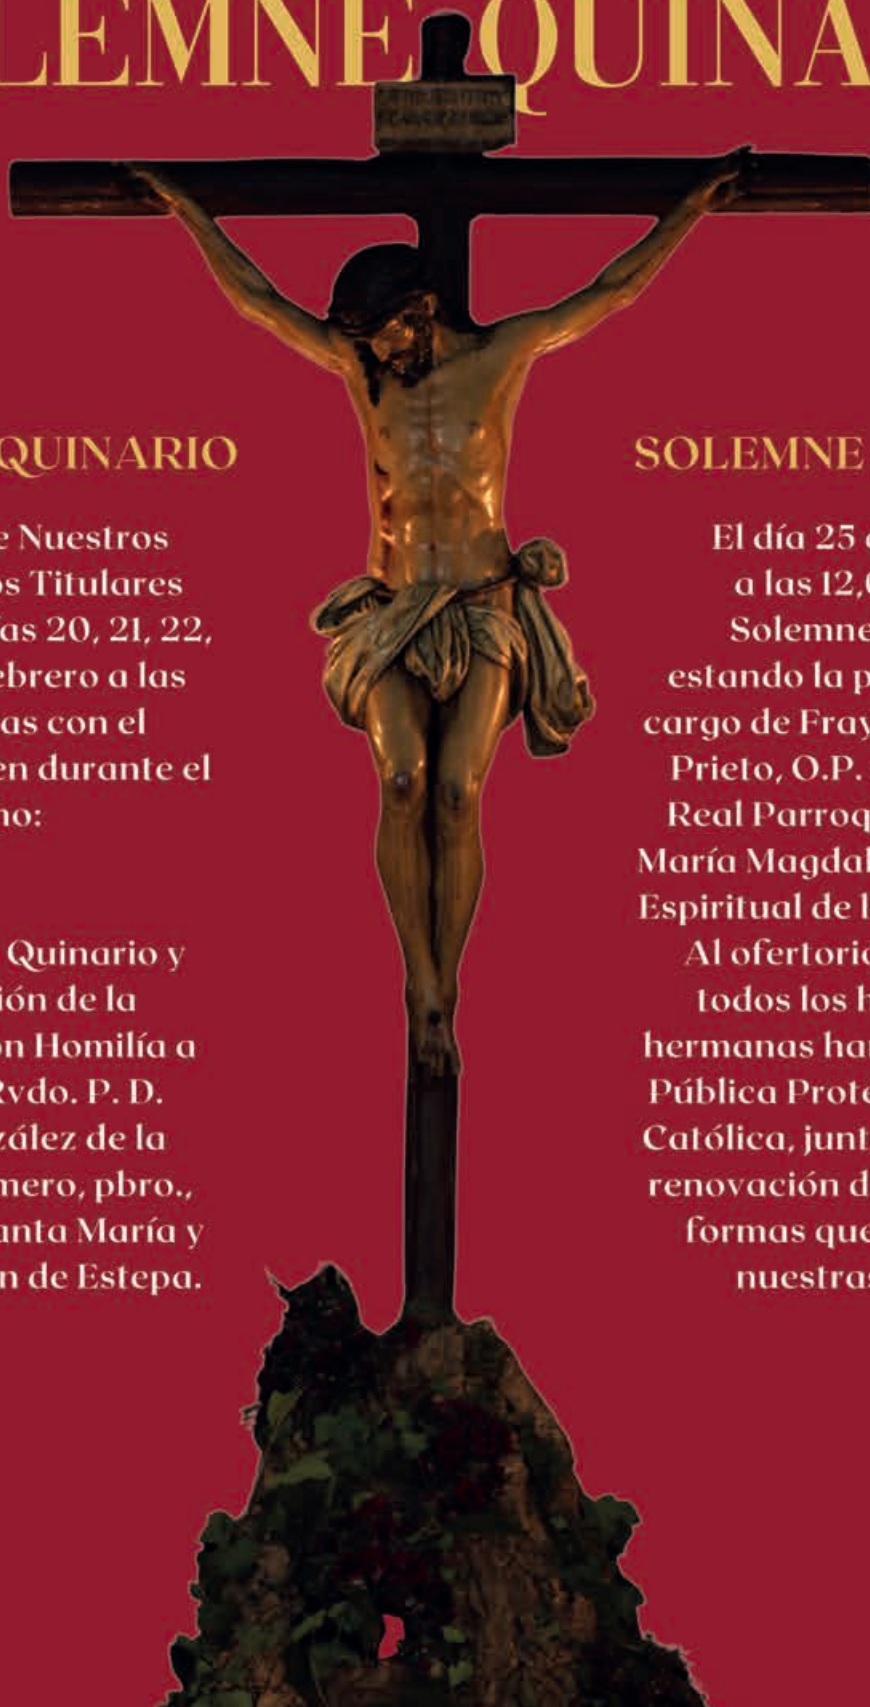 LEMNE QUINA
QUINARIO
e Nuestros
os Titulares
ías 20, 21, 22,
ebrero a las
as con el
en durante el
no:
Quinario y
ión de la
on Homilía a
Rvdo. P. D.
zález de la
mero, pbro.,
anta María y
n de Estepa.
SOLEMNE
El día 25
a las 12,0
Solemne
estando la p
cargo de Fray
Prieto, O.P.
Real Parroq
María Magdal
Espiritual de l
Al ofertorio
todos los h
hermanas har
Pública Prote
Católica, junt
renovación d
formas que
nuestras